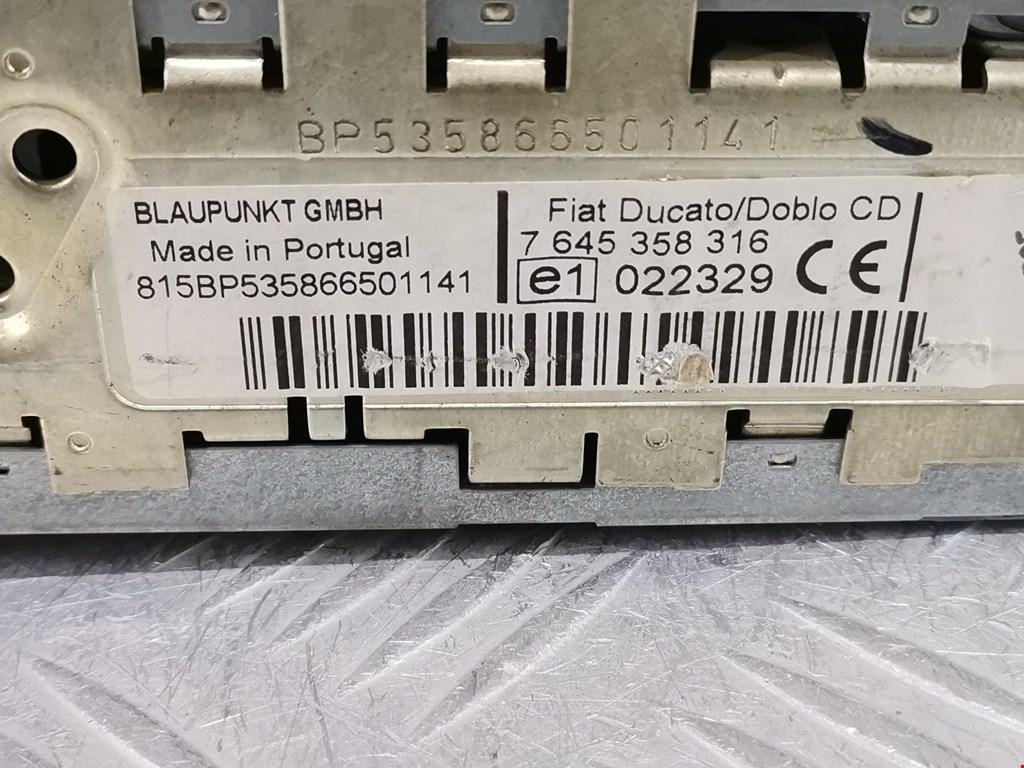 BP535866501141
BLAUPUNKT GMBH
Made in Portugal
815BP535866501141
Fiat Ducato/Doblo CD
7 645 358 316
e1 022329 CE